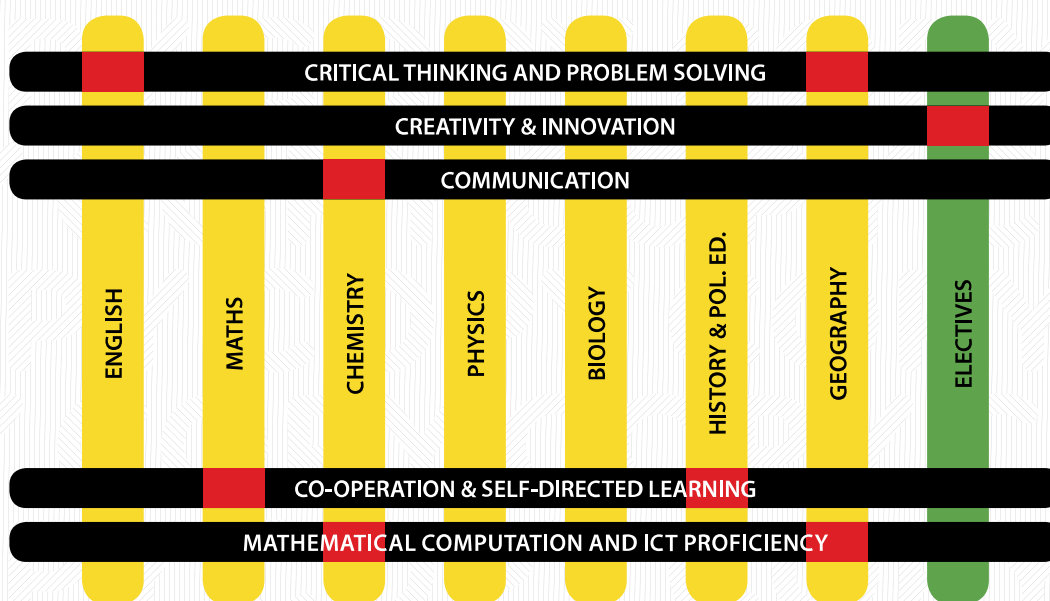 CRITICAL THINKING AND PROBLEM SOLVING
CREATIVITY & INNOVATION
COMMUNICATION
ENGLISH
MATHS
CHEMISTRY
PHYSICS
BIOLOGY
HISTORY & POL. ED.
GEOGRAPHY
ELECTIVES
CO-OPERATION & SELF-DIRECTED LEARNING
MATHEMATICAL COMPUTATION AND ICT PROFICIENCY